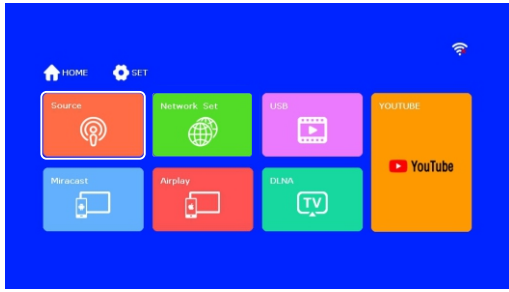 HOME SET
Source Network Set USB YOUTUBE
YouTube
Miracast Airplay DLNA
TV